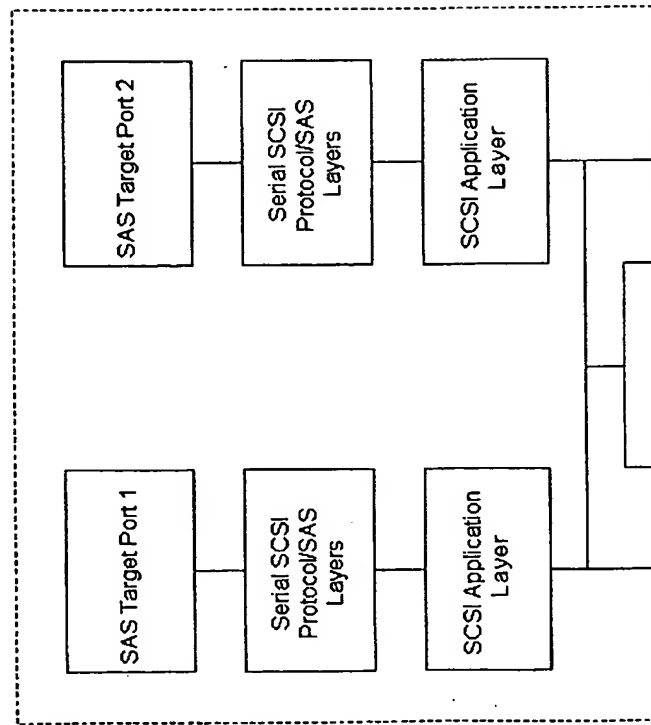 SAS Target Port 1
Serial SCSI
Protocol/SAS
Layers
SCSI Application
Layer
SAS Target Port 2
Serial SCSI
Protocol/SAS
Layers
SCSI Application
Layer